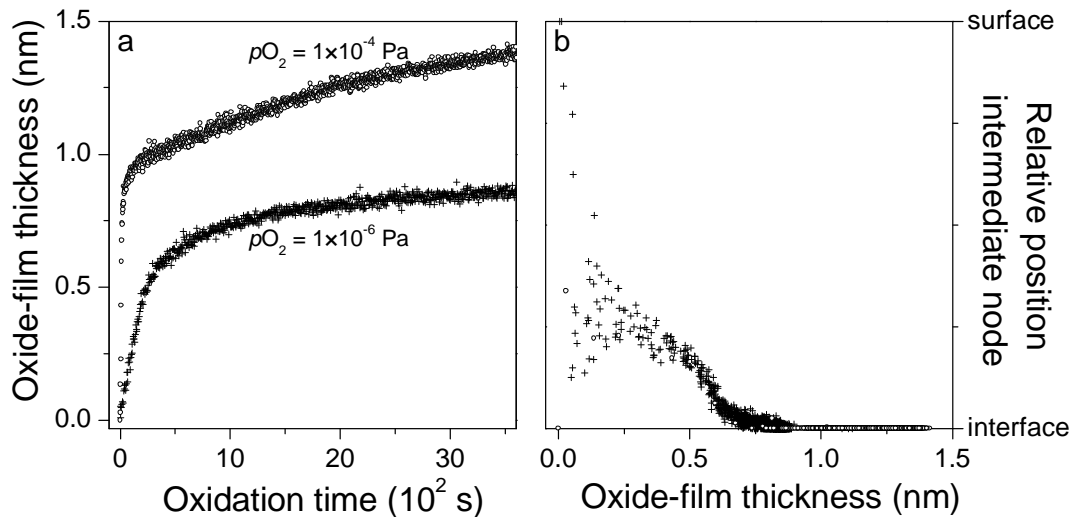 a
pO₂ = 1×10⁻⁴ Pa
pO₂ = 1×10⁻⁶ Pa
Oxide-film thickness (nm)
1.5
1.0
0.5
0.0
0
10
20
30
Oxidation time (10² s)
b
surface
Relative position
intermediate node
interface
0.0
0.5
1.0
1.5
Oxide-film thickness (nm)